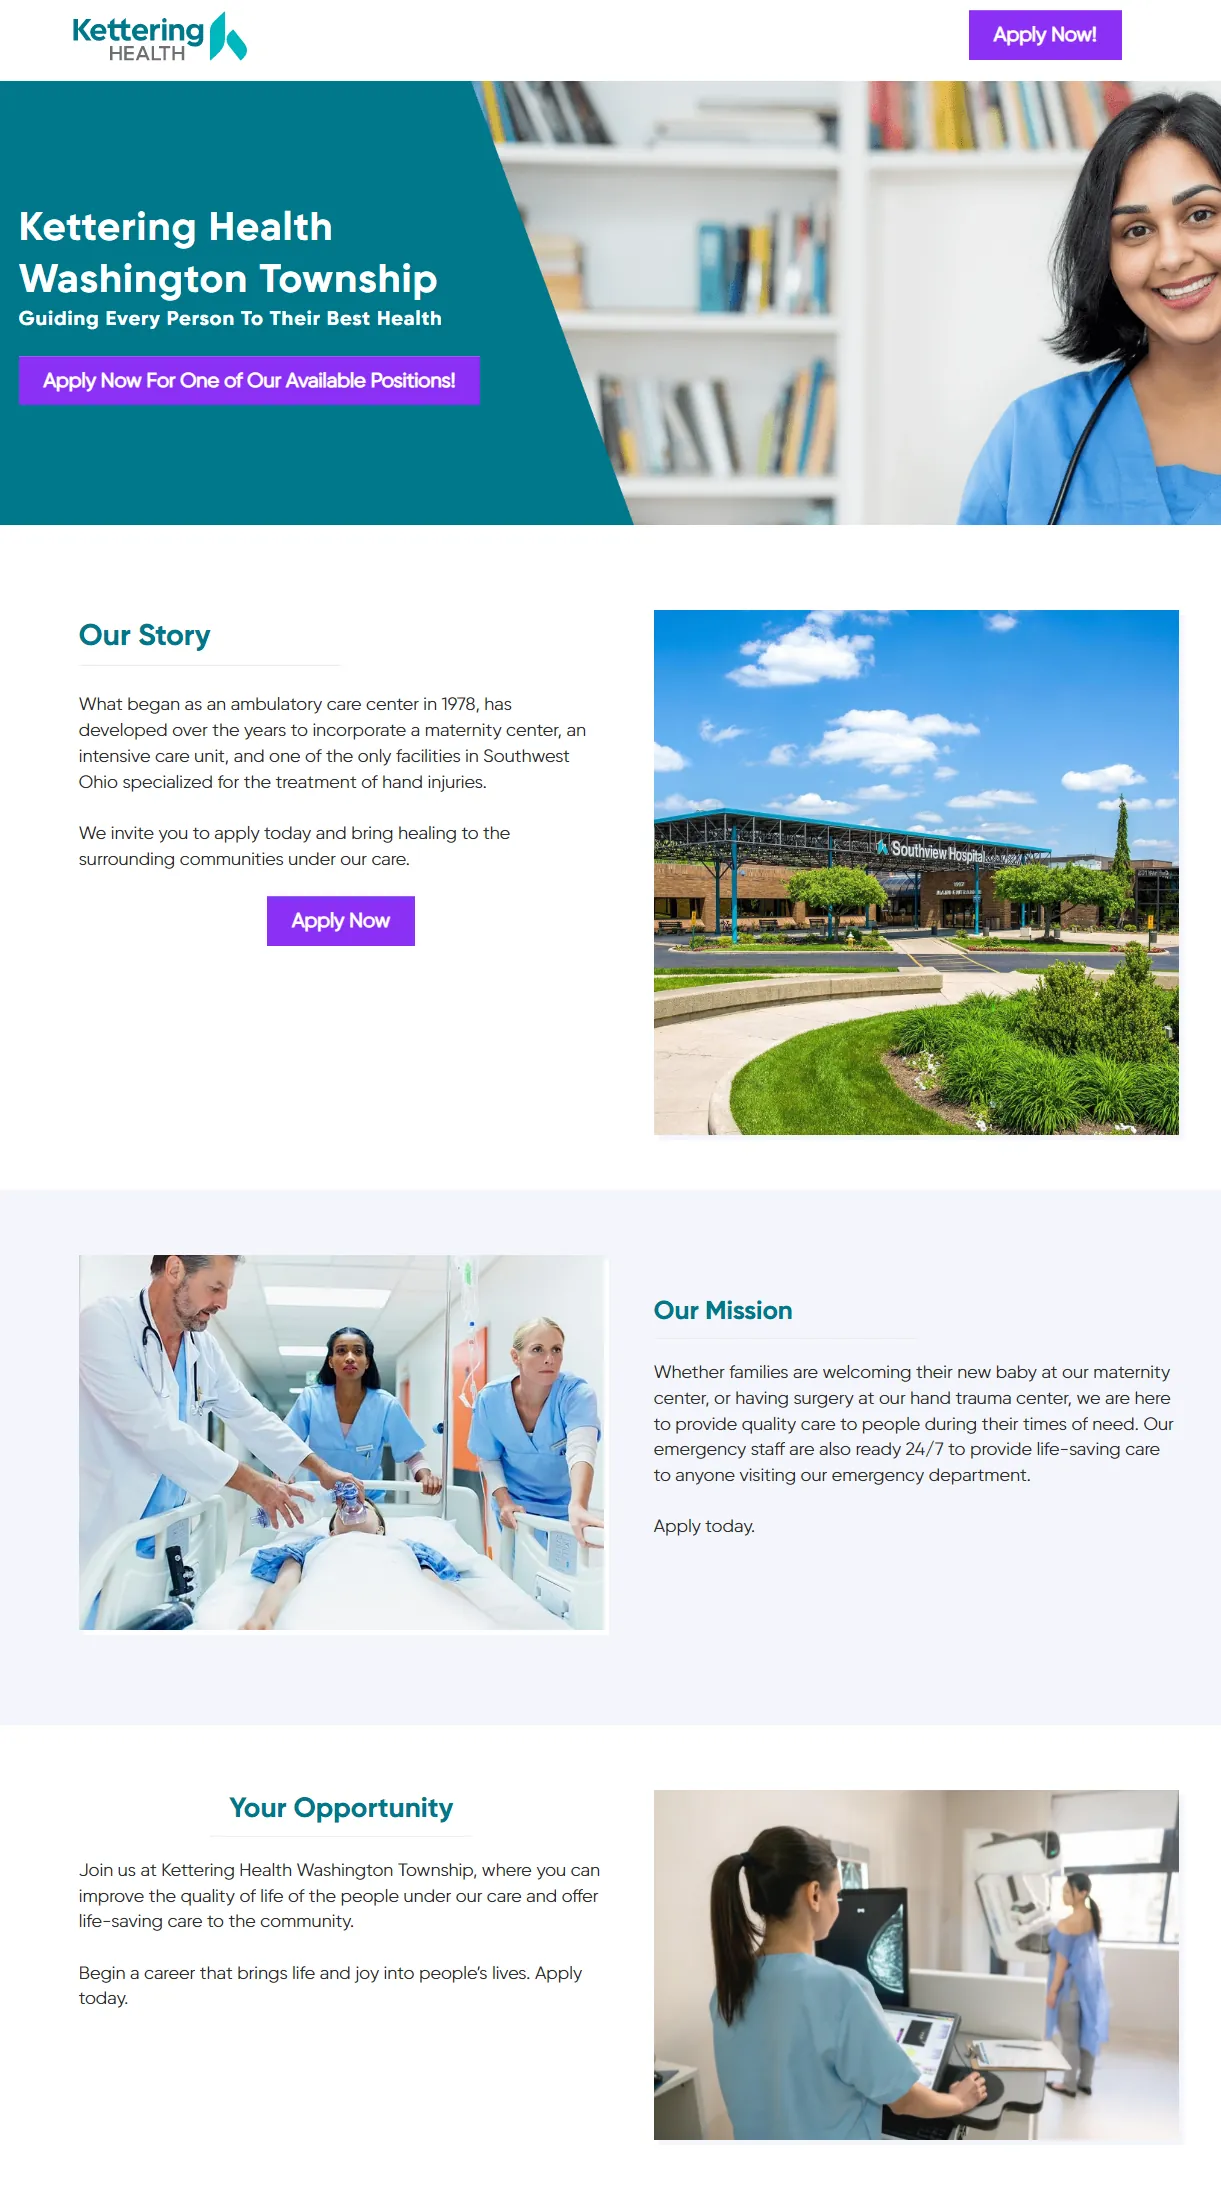 Kettering
HEALTH
Apply Now!
Kettering Health
Washington Township
Guiding Every Person To Their Best Health
Apply Now For One of Our Available Positions!
Our Story
What began as an ambulatory care center in 1978, has
developed over the years to incorporate a maternity center, an
intensive care unit, and one of the only facilities in Southwest
Ohio specialized for the treatment of hand injuries.
We invite you to apply today and bring healing to the
surrounding communities under our care.
Apply Now
Southview Hospital
Our Mission
Whether families are welcoming their new baby at our maternity
center, or having surgery at our hand trauma center, we are here
to provide quality care to people during their times of need. Our
emergency staff are also ready 24/7 to provide life-saving care
to anyone visiting our emergency department.
Apply today.
Your Opportunity
Join us at Kettering Health Washington Township, where you can
improve the quality of life of the people under our care and offer
life-saving care to the community.
Begin a career that brings life and joy into people's lives. Apply
today.